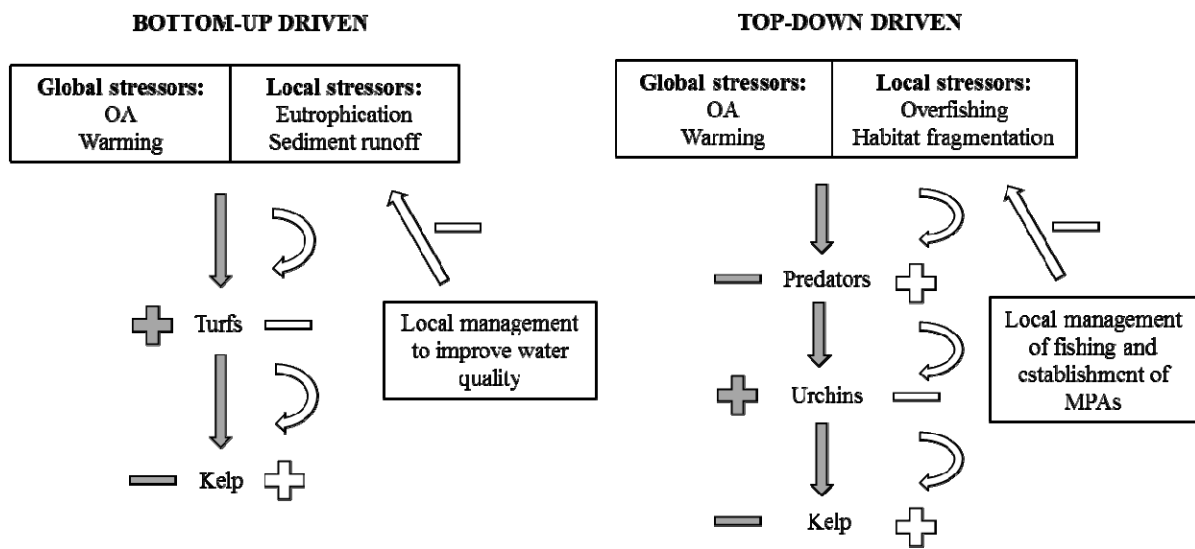 BOTTOM-UP DRIVEN
Global stressors:
OA
Warming
Local stressors:
Eutrophication
Sediment runoff
Turfs
Kelp
Local management
to improve water
quality
TOP-DOWN DRIVEN
Global stressors:
OA
Warming
Local stressors:
Overfishing
Habitat fragmentation
Predators
Urchins
Kelp
Local management
of fishing and
establishment of
MPAs